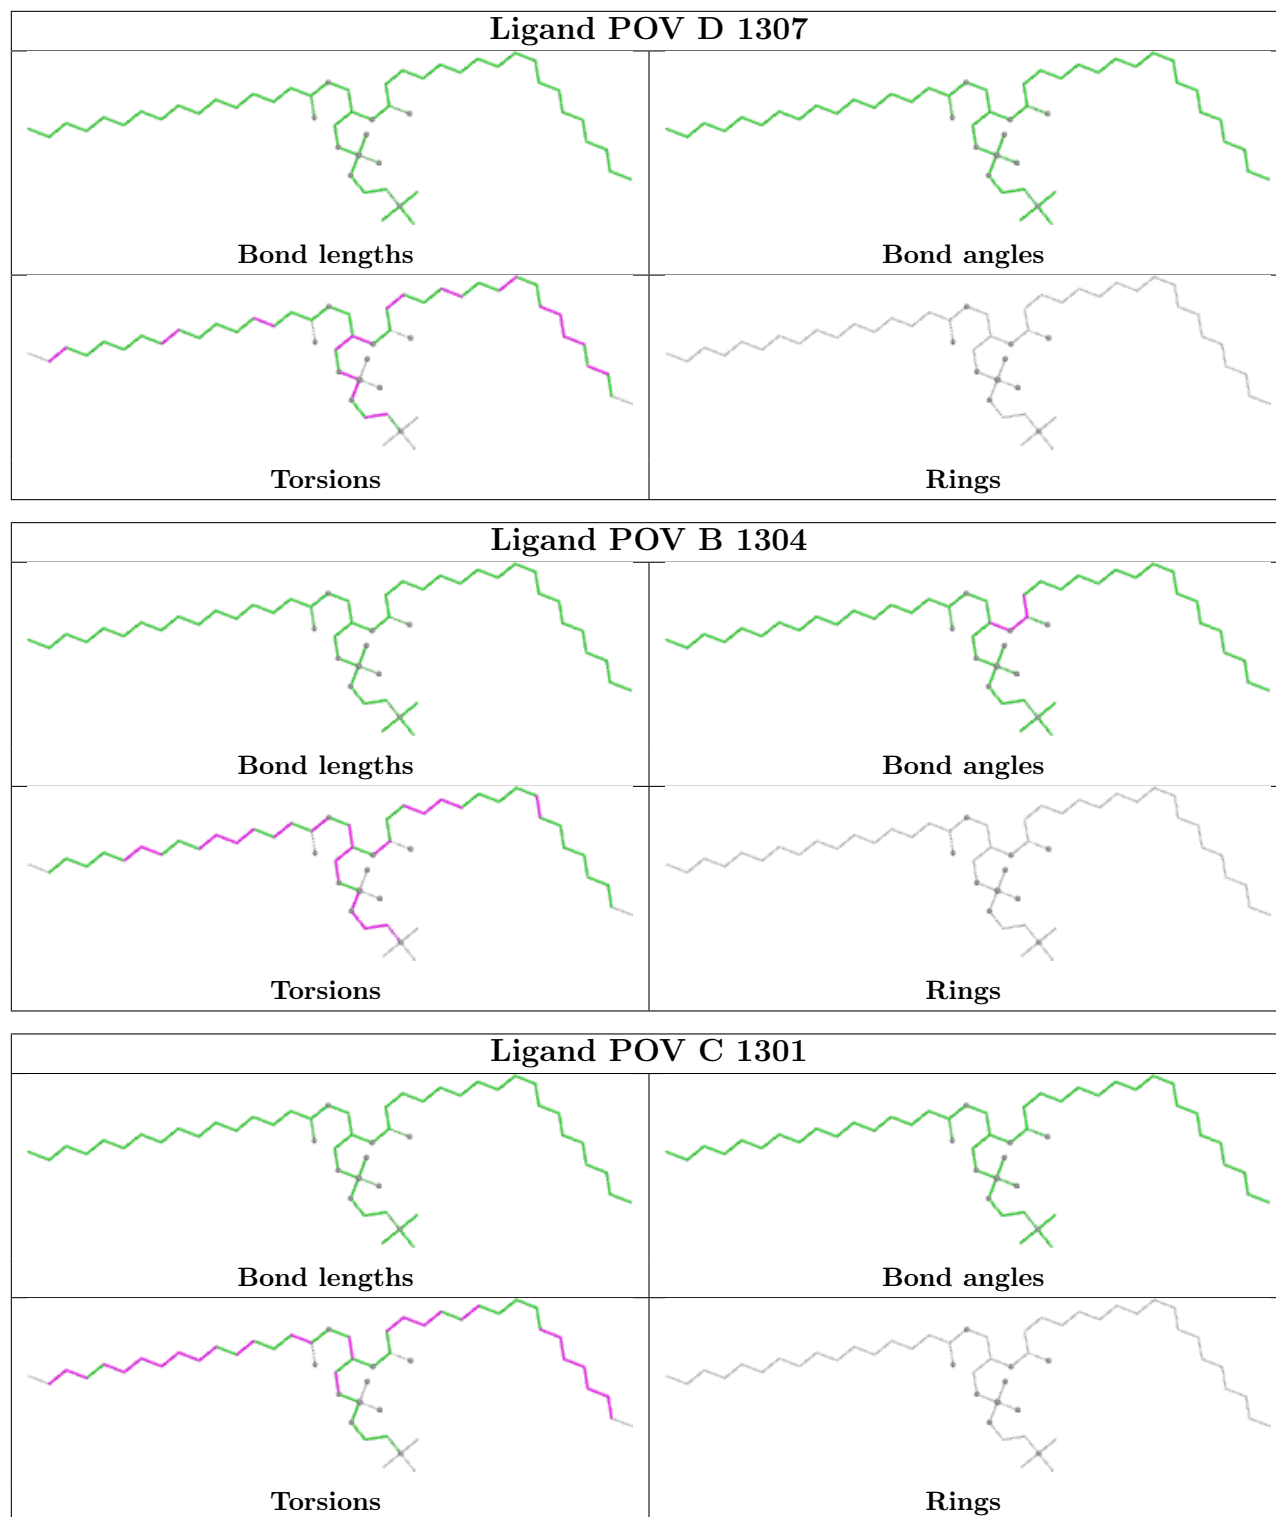 Ligand POV D 1307
Bond lengths
Bond angles
Torsions
Rings
Ligand POV B 1304
Bond lengths
Bond angles
Torsions
Rings
Ligand POV C 1301
Bond lengths
Bond angles
Torsions
Rings